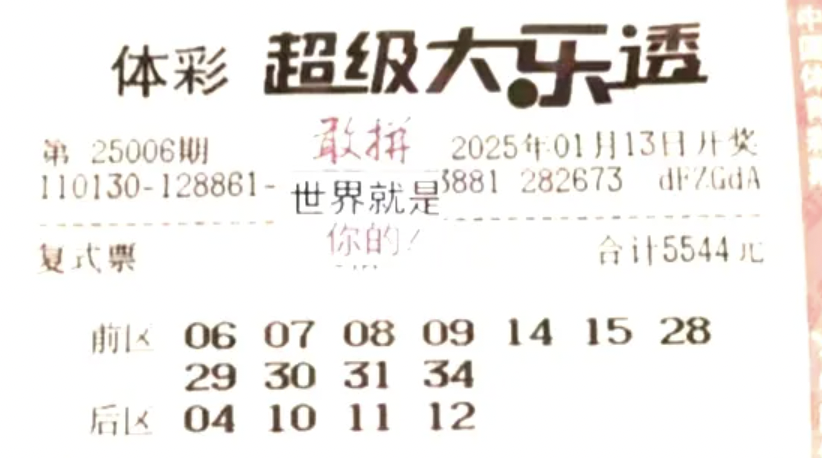 体彩 超级大乐透
第 25006期 敢拼 2025年01月13日开奖
110130-128861- 世界就是 3881 282673 dFZGdA
你的
复式票 合计5544元
前区 06 07 08 09 14 15 28
29 30 31 34
后区 04 10 11 12